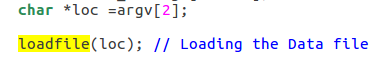 char *loc =argv[2];
loadfile(loc); // Loading the Data file